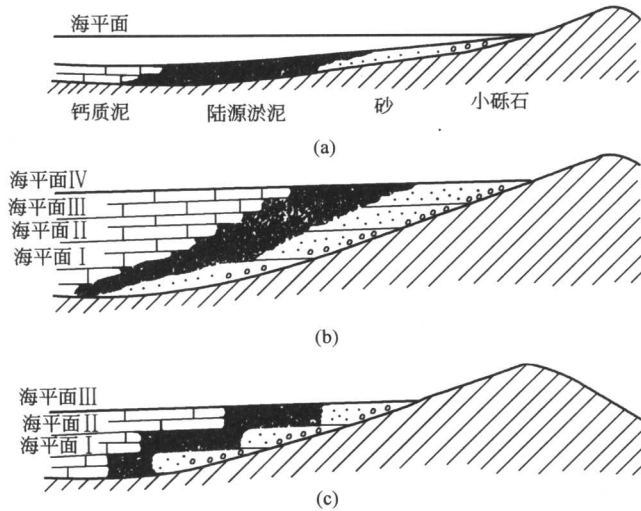 海平面
钙质泥 陆源淤泥 砂 小砾石
(a)
海平面Ⅳ
海平面Ⅲ
海平面Ⅱ
海平面Ⅰ
(b)
海平面Ⅲ
海平面Ⅱ
海平面Ⅰ
(c)